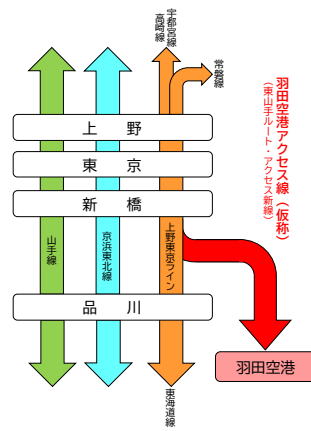 宇都宮線
高崎線
常磐線
上野
東京
新橋
羽田空港アクセス線（仮称）
（東山手ルート・アクセス新線）
山手線
京浜東北線
上野東京ライン
品川
羽田空港
東海道線